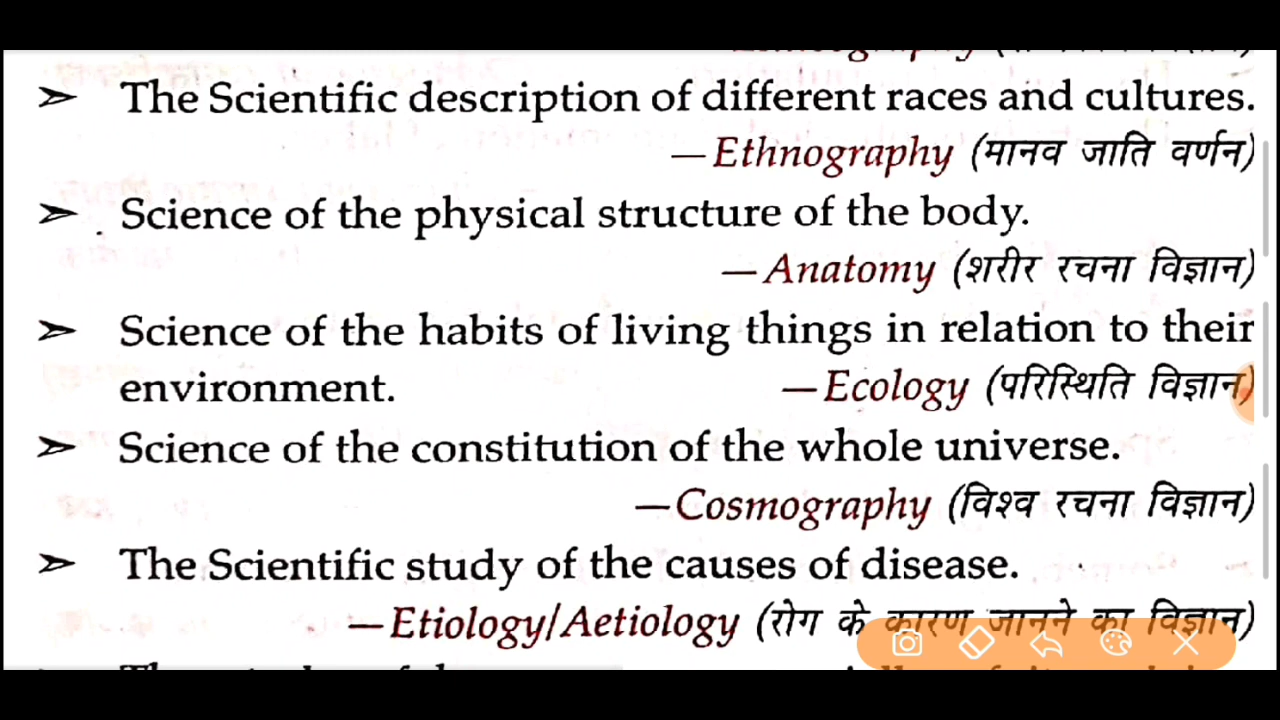 ➢ The Scientific description of different races and cultures.
—Ethnography (मानव जाति वर्णन)
➢ Science of the physical structure of the body.
—Anatomy (शरीर रचना विज्ञान)
➢ Science of the habits of living things in relation to their
environment. —Ecology (परिस्थिति विज्ञान)
➢ Science of the constitution of the whole universe.
—Cosmography (विश्व रचना विज्ञान)
➢ The Scientific study of the causes of disease.
—Etiology/Aetiology (रोग के कारण जानने का विज्ञान)